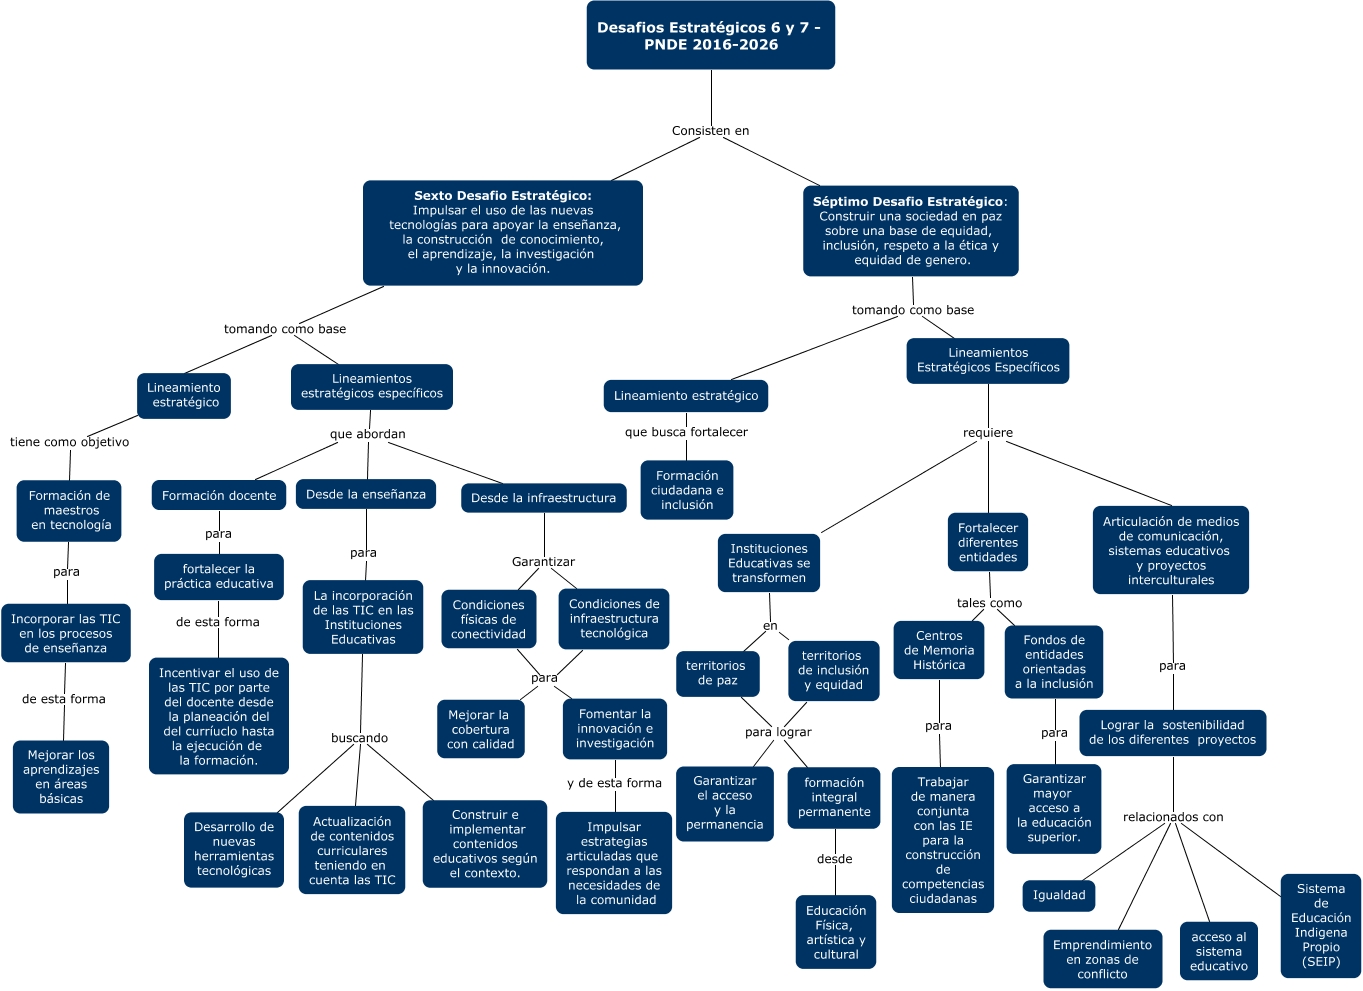 Desafios Estratégicos 6 y 7 –
PNDE 2016-2026
Consisten en
Sexto Desafio Estratégico:
Impulsar el uso de las nuevas
tecnologías para apoyar la enseñanza,
la construcción de conocimiento,
el aprendizaje, la investigación
y la innovación.
Séptimo Desafio Estratégico:
Construir una sociedad en paz
sobre una base de equidad,
inclusión, respeto a la ética y
equidad de genero.
tomando como base
Lineamiento
estratégico
tiene como objetivo
Formación de
maestros
en tecnología
para
Incorporar las TIC
en los procesos
de enseñanza
de esta forma
Mejorar los
aprendizajes
en áreas
básicas
Lineamientos
estratégicos específicos
que abordan
Formación docente
para
fortalecer la
práctica educativa
de esta forma
Incentivar el uso de
las TIC por parte
del docente desde
la planeación del
del curríuclo hasta
la ejecución de
la formación.
Desde la enseñanza
para
La incorporación
de las TIC en las
Instituciones
Educativas
buscando
Desarrollo de
nuevas
herramientas
tecnológicas
Actualización
de contenidos
curriculares
teniendo en
cuenta las TIC
Construir e
implementar
contenidos
educativos según
el contexto.
Desde la infraestructura
Garantizar
Condiciones
físicas de
conectividad
Condiciones de
infraestructura
tecnológica
para
Mejorar la
cobertura
con calidad
Fomentar la
innovación e
investigación
y de esta forma
Impulsar
estrategias
articuladas que
respondan a las
necesidades de
la comunidad
tomando como base
Lineamiento estratégico
que busca fortalecer
Formación
ciudadana e
inclusión
Lineamientos
Estratégicos Específicos
requiere
Instituciones
Educativas se
transformen
en
territorios
de paz
territorios
de inclusión
y equidad
para lograr
Garantizar
el acceso
y la
permanencia
formación
integral
permanente
desde
Educación
Física,
artística y
cultural
Fortalecer
diferentes
entidades
tales como
Centros
de Memoria
Histórica
para
Trabajar
de manera
conjunta
con las IE
para la
construcción
de
competencias
ciudadanas
Fondos de
entidades
orientadas
a la inclusión
para
Garantizar
mayor
acceso a
la educación
superior.
Articulación de medios
de comunicación,
sistemas educativos
y proyectos
interculturales
para
Lograr la sostenibilidad
de los diferentes proyectos
relacionados con
Igualdad
Emprendimiento
en zonas de
conflicto
acceso al
sistema
educativo
Sistema
de
Educación
Indigena
Propio
(SEIP)